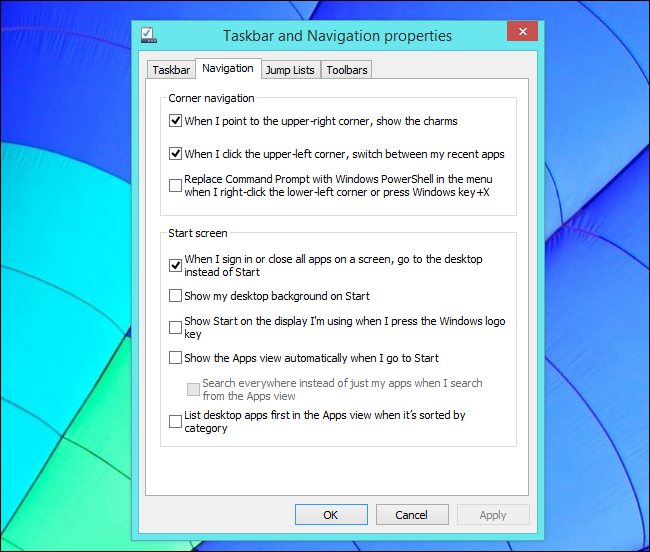 Taskbar and Navigation properties
Taskbar
Navigation
Jump Lists
Toolbars
Corner navigation
When I point to the upper-right corner, show the charms
When I click the upper-left corner, switch between my recent apps
Replace Command Prompt with Windows PowerShell in the menu
when I right-click the lower-left corner or press Windows key+X
Start screen
When I sign in or close all apps on a screen, go to the desktop
instead of Start
Show my desktop background on Start
Show Start on the display I'm using when I press the Windows logo
key
Show the Apps view automatically when I go to Start
Search everywhere instead of just my apps when I search
from the Apps view
List desktop apps first in the Apps view when it's sorted by
category
OK
Cancel
Apply